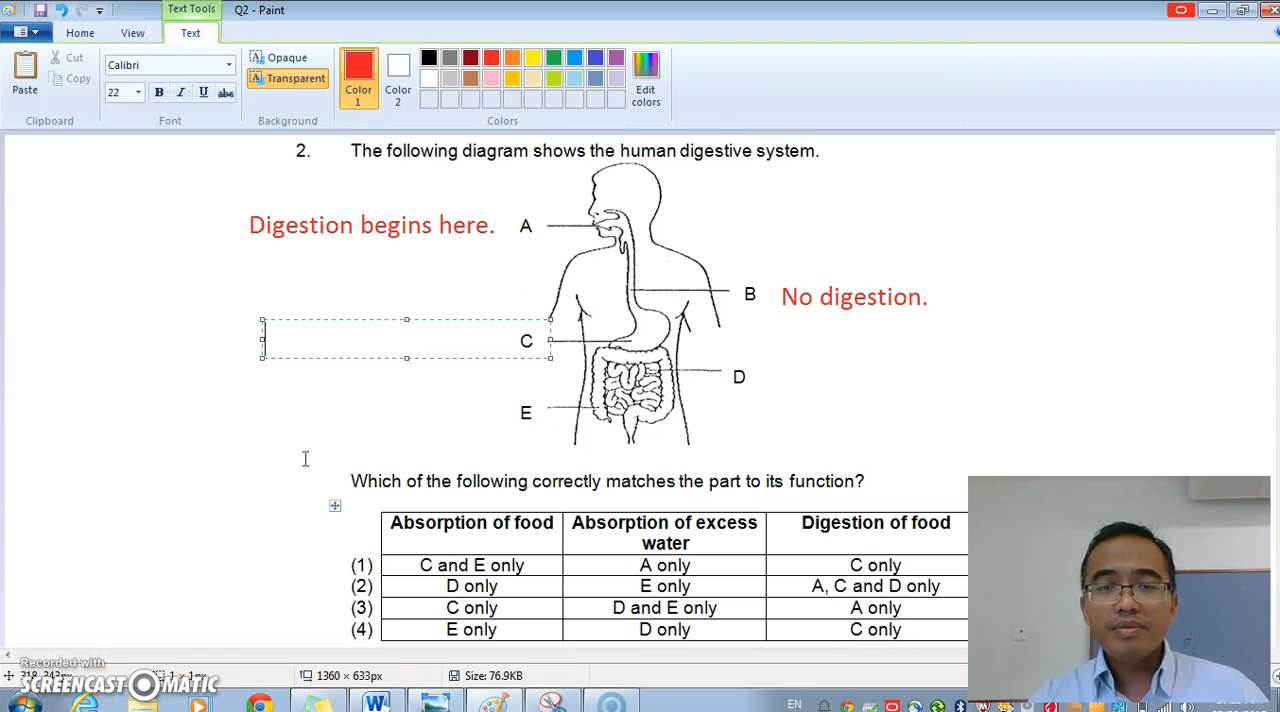 Text Tools
Q2 - Paint
Home
View
Text
Paste
Cut
Copy
Clipboard
Calibri
22
B I U abc
Font
Opaque
Transparent
Background
Color 1
Color 2
Edit colors
Colors
2. The following diagram shows the human digestive system.
Digestion begins here.
A
B
No digestion.
C
D
E
Which of the following correctly matches the part to its function?
Absorption of food Absorption of excess water Digestion of food
(1) C and E only A only C only
(2) D only E only A, C and D only
(3) C only D and E only A only
(4) E only D only C only
Recorded with
SCREENCAST-O-MATIC
1360 × 633px
Size: 76.9KB
EN